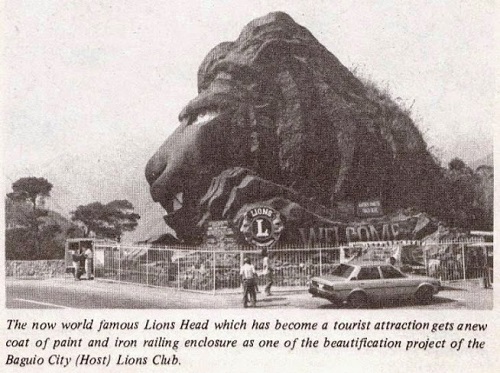 LIONS
L
WELCOME
The now world famous Lions Head which has become a tourist attraction gets a new
coat of paint and iron railing enclosure as one of the beautification project of the
Baguio City (Host) Lions Club.